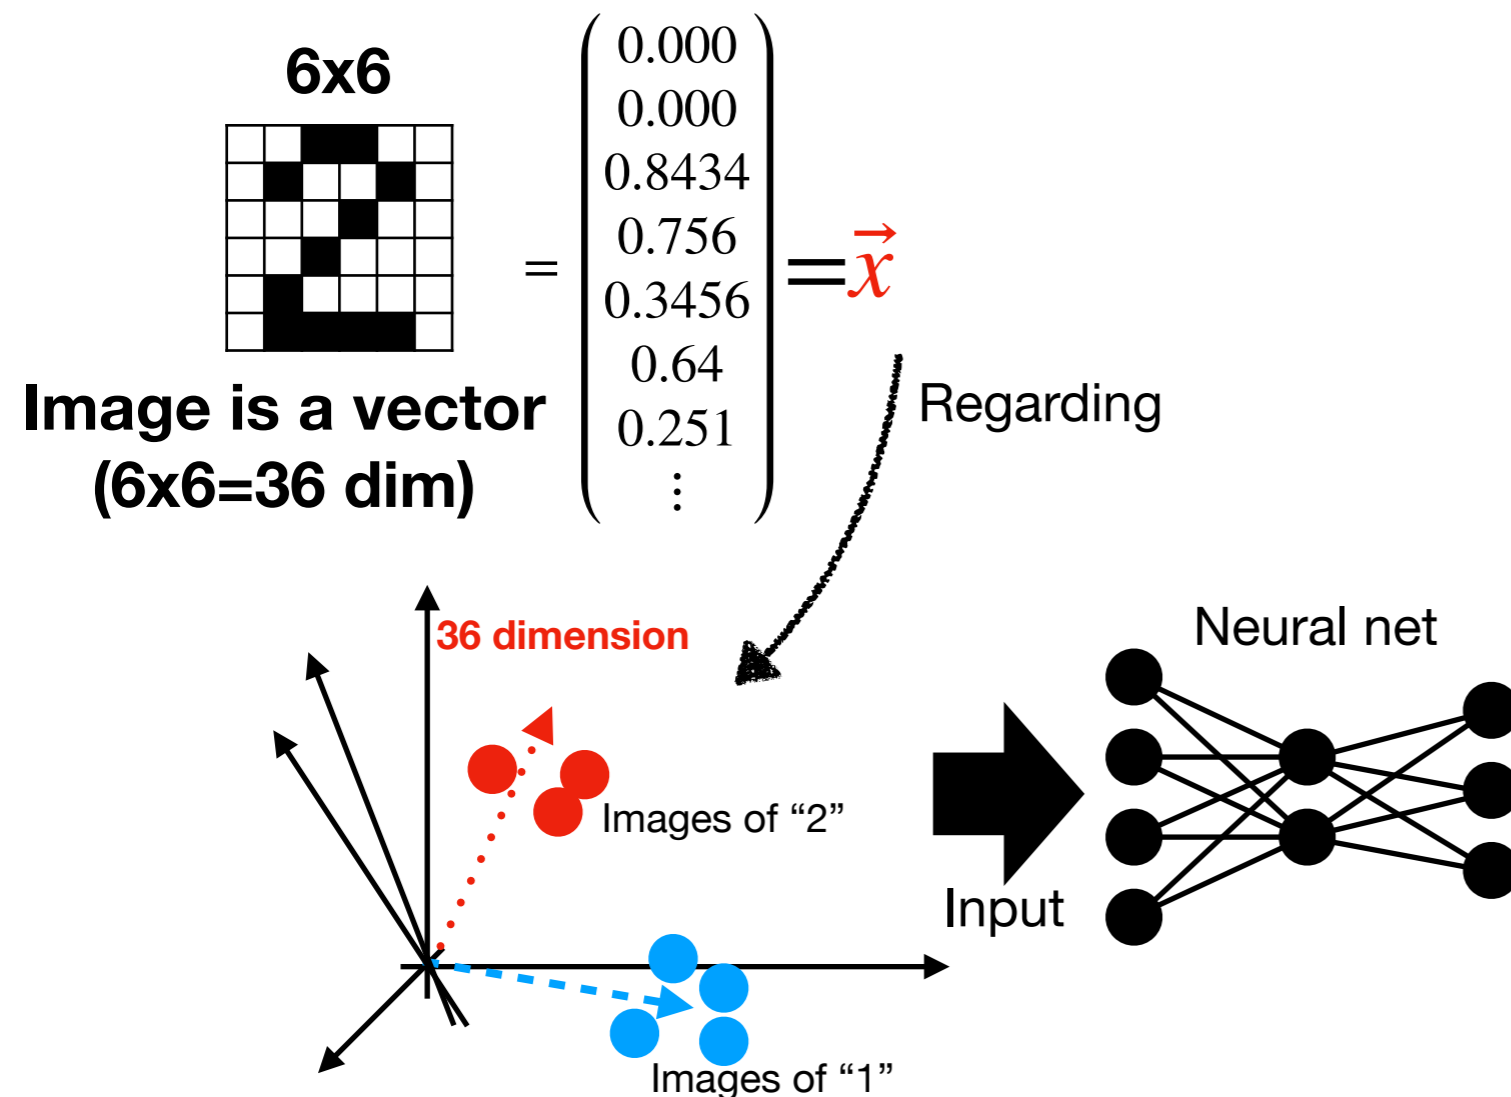 6x6
=
0.000
0.000
0.8434
0.756
0.3456
0.64
0.251
⋮
=x⃗
Image is a vector
(6x6=36 dim)
Regarding
36 dimension
Images of “2”
Images of “1”
Input
Neural net